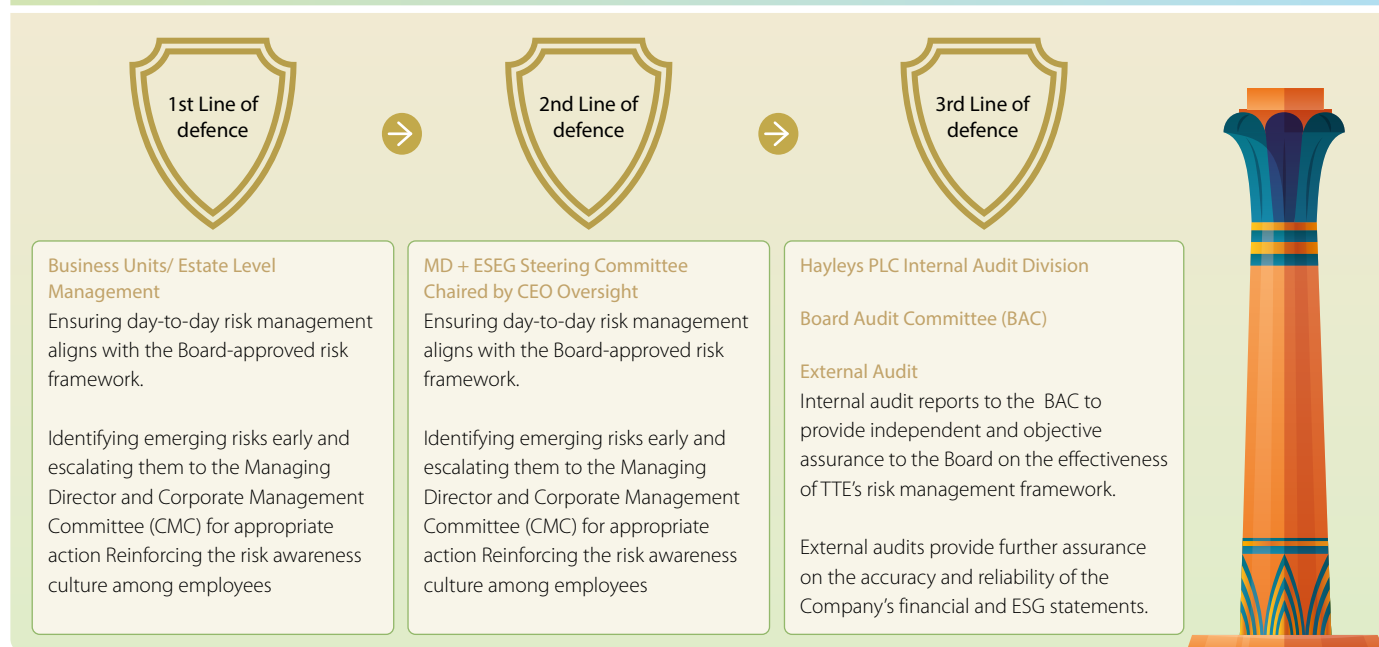 1st Line of
defence
2nd Line of
defence
3rd Line of
defence
Business Units/ Estate Level
Management
Ensuring day-to-day risk management
aligns with the Board-approved risk
framework.
Identifying emerging risks early and
escalating them to the Managing
Director and Corporate Management
Committee (CMC) for appropriate
action Reinforcing the risk awareness
culture among employees
MD + ESEG Steering Committee
Chaired by CEO Oversight
Ensuring day-to-day risk management
aligns with the Board-approved risk
framework.
Identifying emerging risks early and
escalating them to the Managing
Director and Corporate Management
Committee (CMC) for appropriate
action Reinforcing the risk awareness
culture among employees
Hayleys PLC Internal Audit Division
Board Audit Committee (BAC)
External Audit
Internal audit reports to the BAC to
provide independent and objective
assurance to the Board on the effectiveness
of TTE's risk management framework.
External audits provide further assurance
on the accuracy and reliability of the
Company's financial and ESG statements.